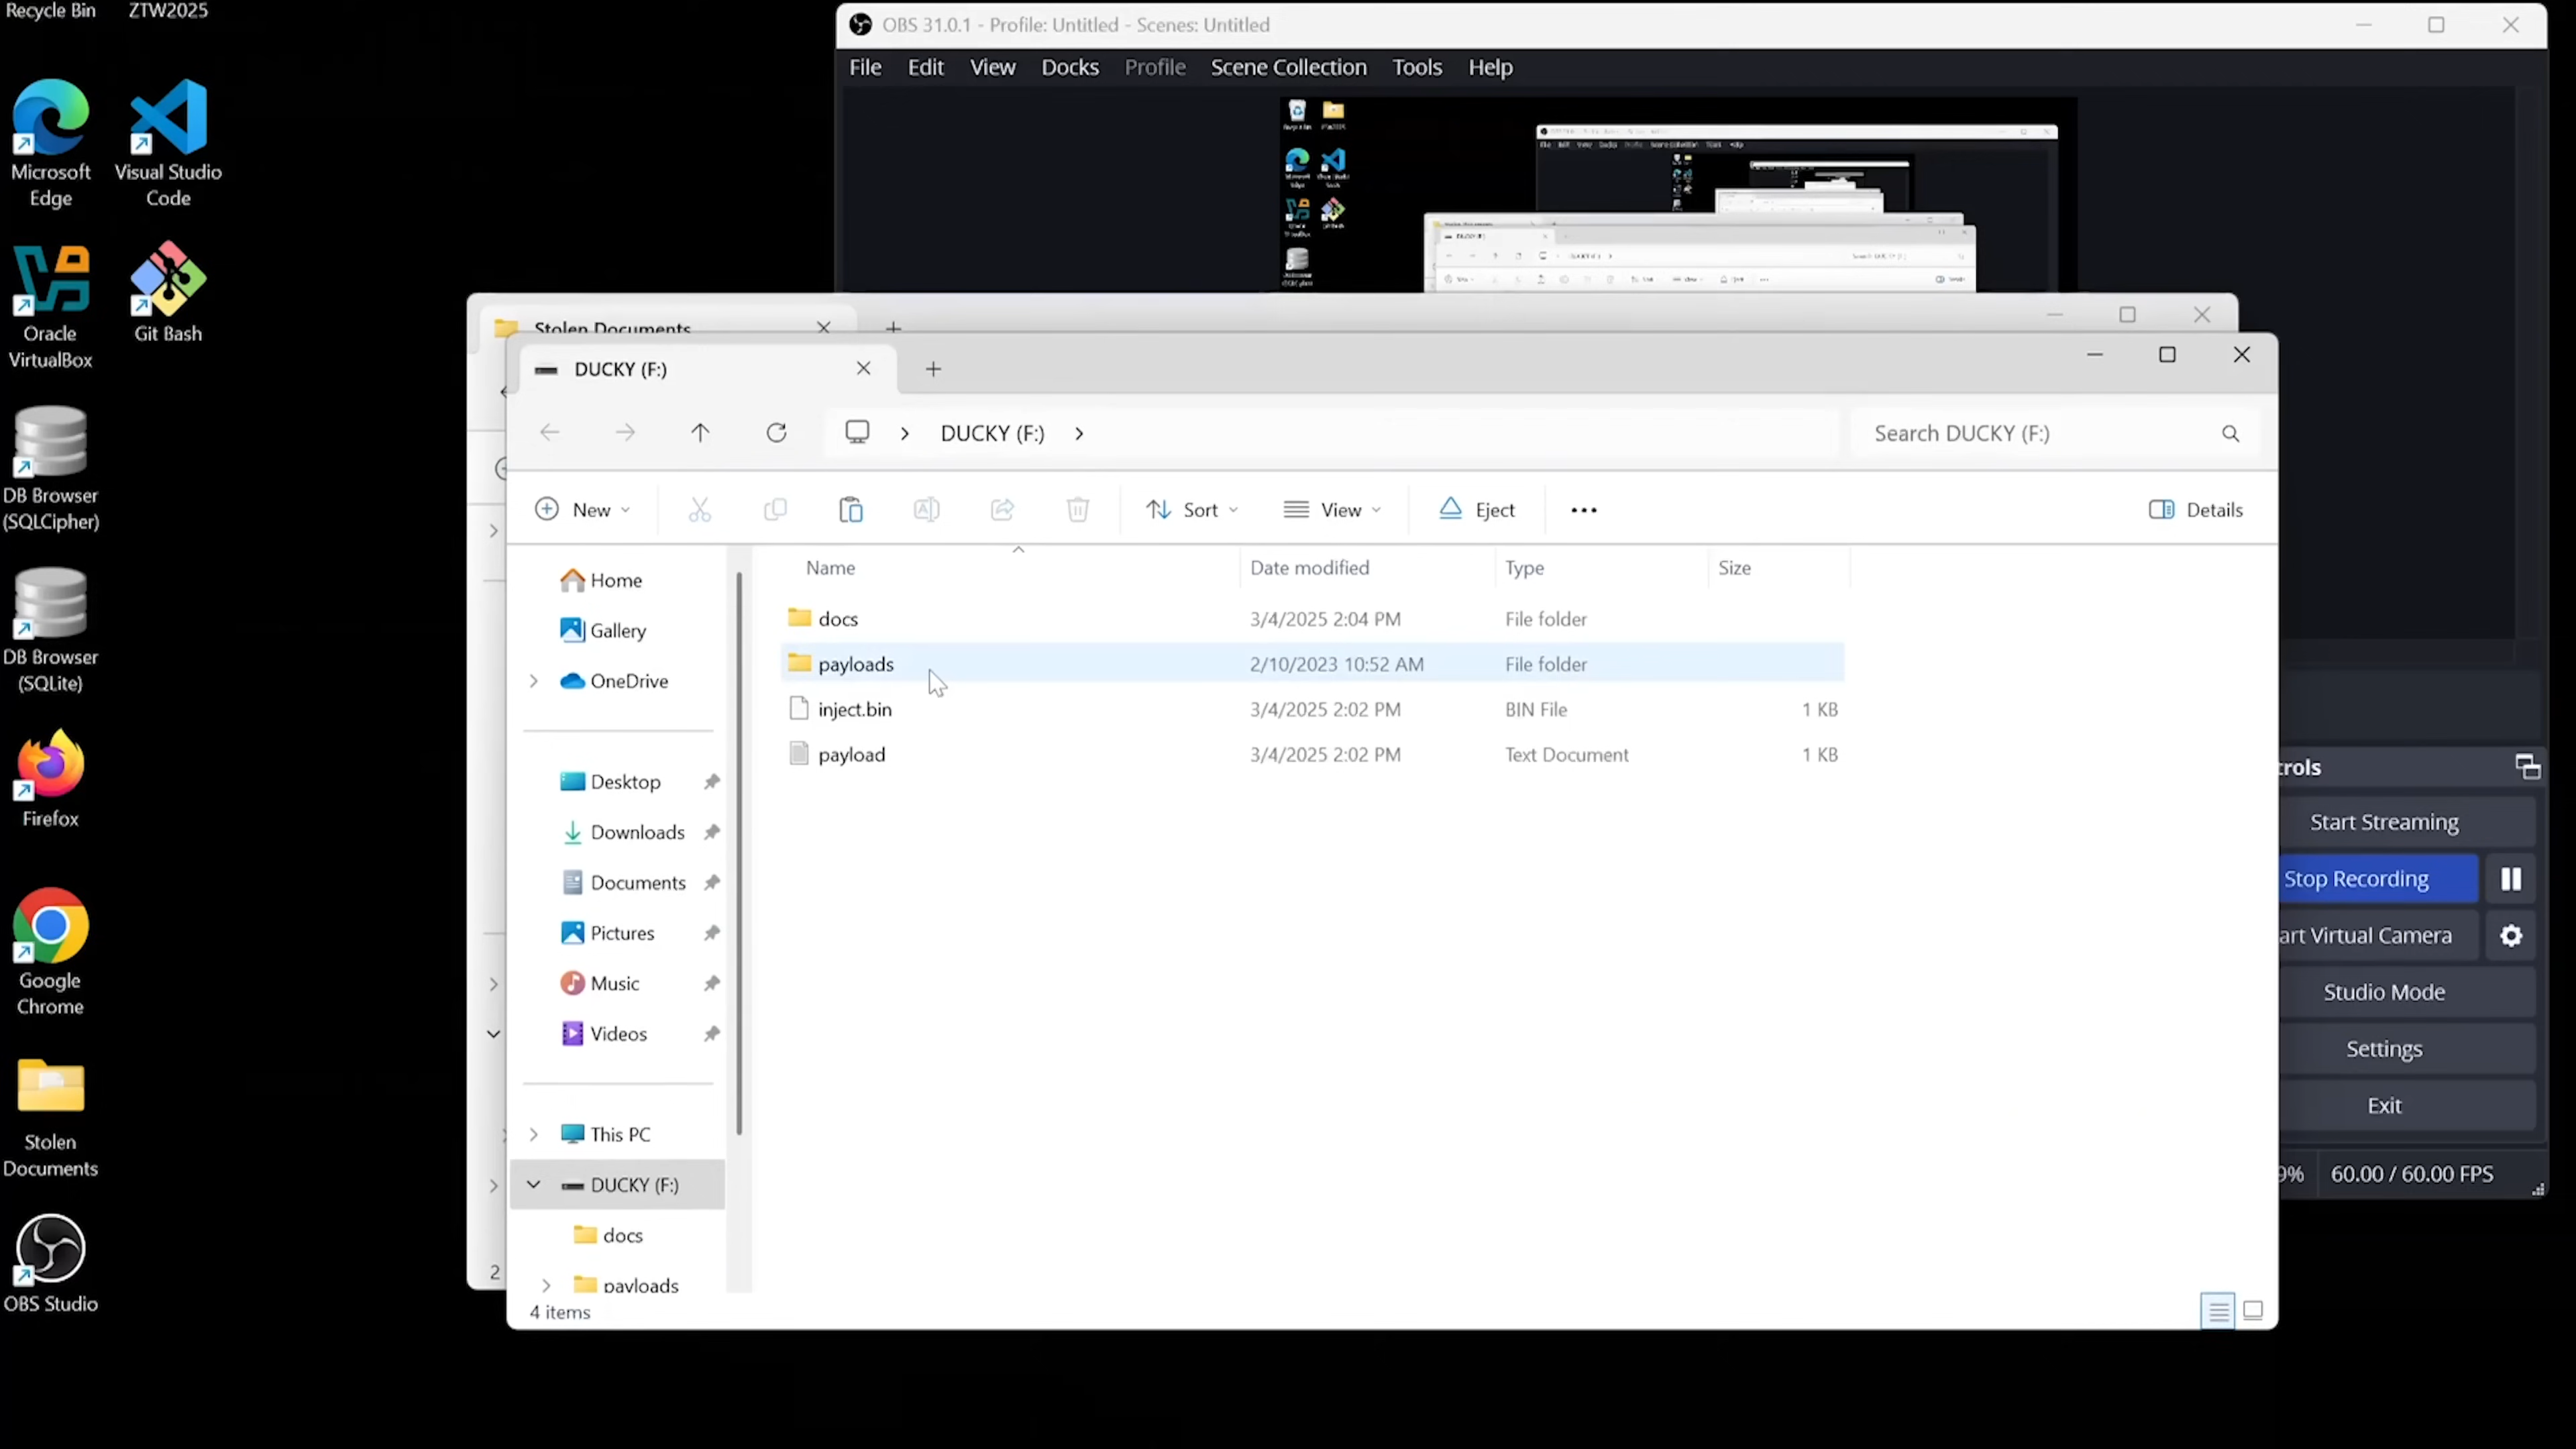 Recycle Bin
ZTW2025
Microsoft
Edge
Visual Studio
Code
Oracle
VirtualBox
Git Bash
DB Browser
(SQLCipher)
DB Browser
(SQLite)
Firefox
Google
Chrome
Stolen
Documents
OBS Studio
OBS 31.0.1 - Profile: Untitled - Scenes: Untitled
File Edit View Docks Profile Scene Collection Tools Help
Stolen Documents
DUCKY (F:)
DUCKY (F:)
Search DUCKY (F:)
New
Sort
View
Eject
Details
Home
Gallery
OneDrive
Desktop
Downloads
Documents
Pictures
Music
Videos
This PC
DUCKY (F:)
docs
payloads
Name Date modified Type Size
docs 3/4/2025 2:04 PM File folder
payloads 2/10/2023 10:52 AM File folder
inject.bin 3/4/2025 2:02 PM BIN File 1 KB
payload 3/4/2025 2:02 PM Text Document 1 KB
4 items
2
trols
Start Streaming
Stop Recording
art Virtual Camera
Studio Mode
Settings
Exit
9% 60.00 / 60.00 FPS